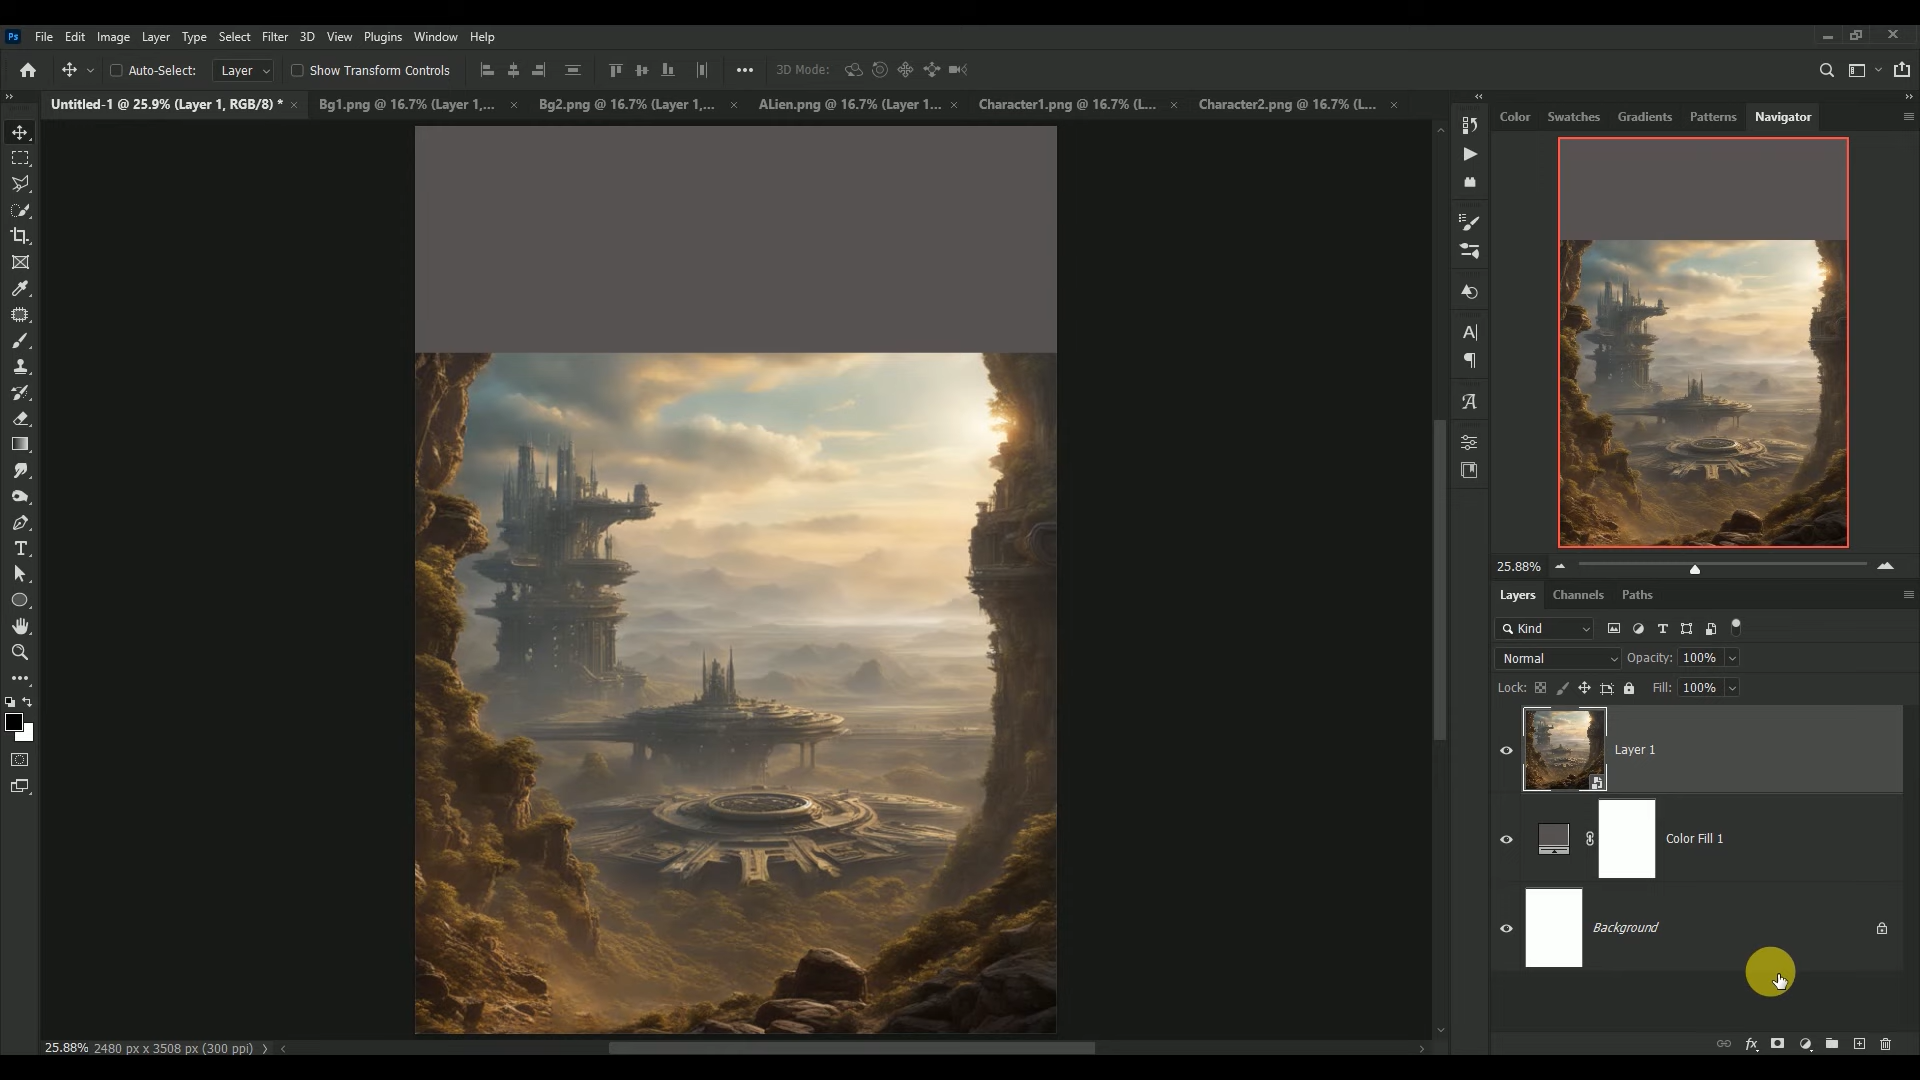 Ps File Edit Image Layer Type Select Filter 3D View Plugins Window Help
Auto-Select: Layer Show Transform Controls 3D Mode:
Untitled-1 @ 25.9% (Layer 1, RGB/8) * Bg1.png @ 16.7% (Layer 1,... Bg2.png @ 16.7% (Layer 1,... ALien.png @ 16.7% (Layer 1... Character1.png @ 16.7% (L... Character2.png @ 16.7% (L...
Color Swatches Gradients Patterns Navigator
25.88%
Layers Channels Paths
Kind
Normal Opacity: 100%
Lock: Fill: 100%
Layer 1
Color Fill 1
Background
25.88% 2480 px x 3508 px (300 ppi)